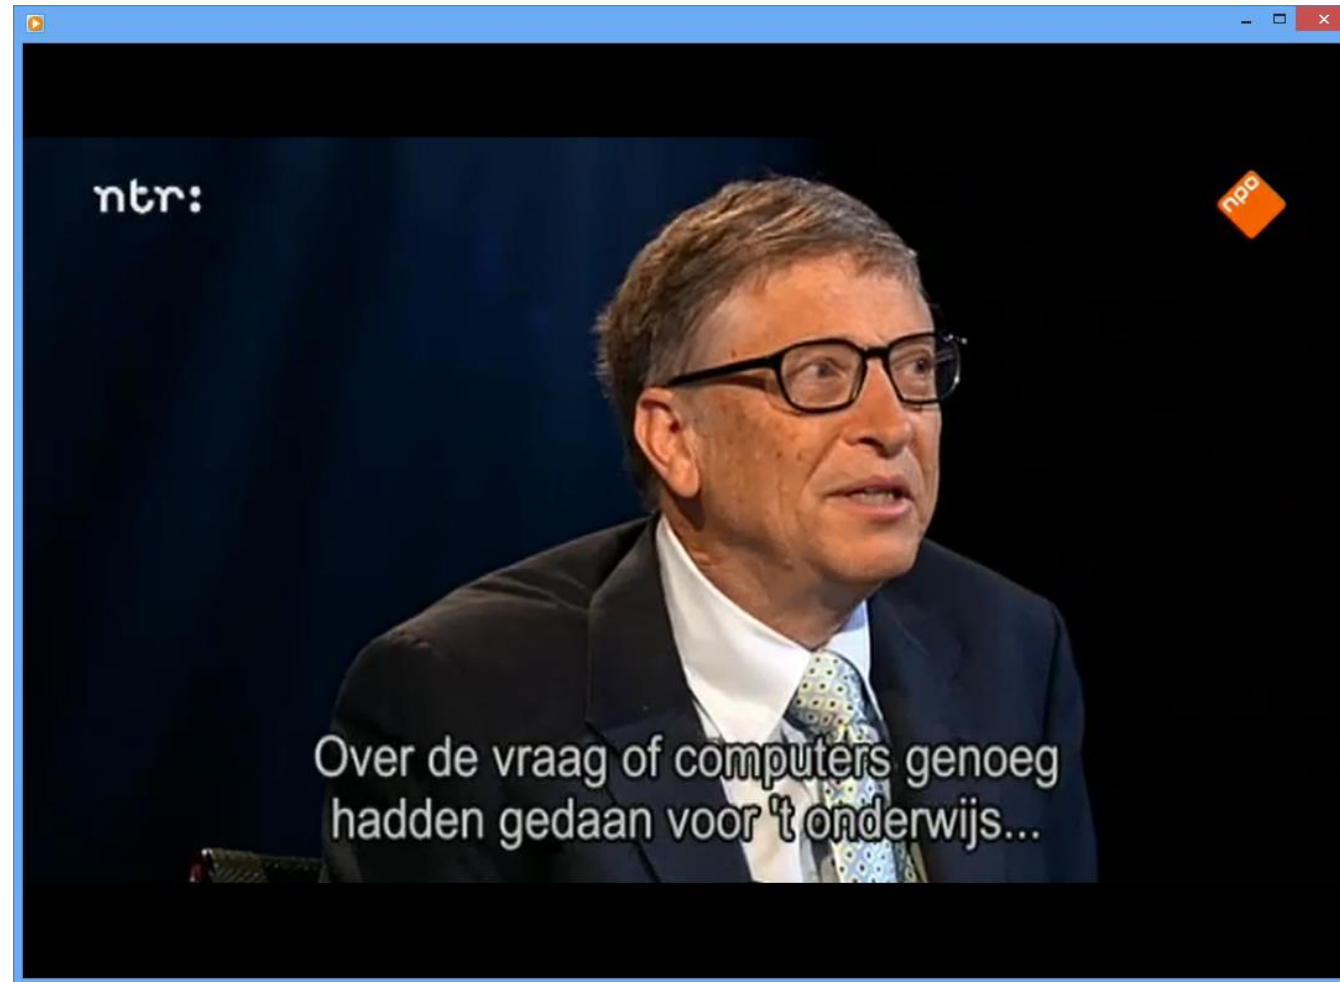 ntr:
npo
Over de vraag of computers genoeg
hadden gedaan voor 't onderwijs...